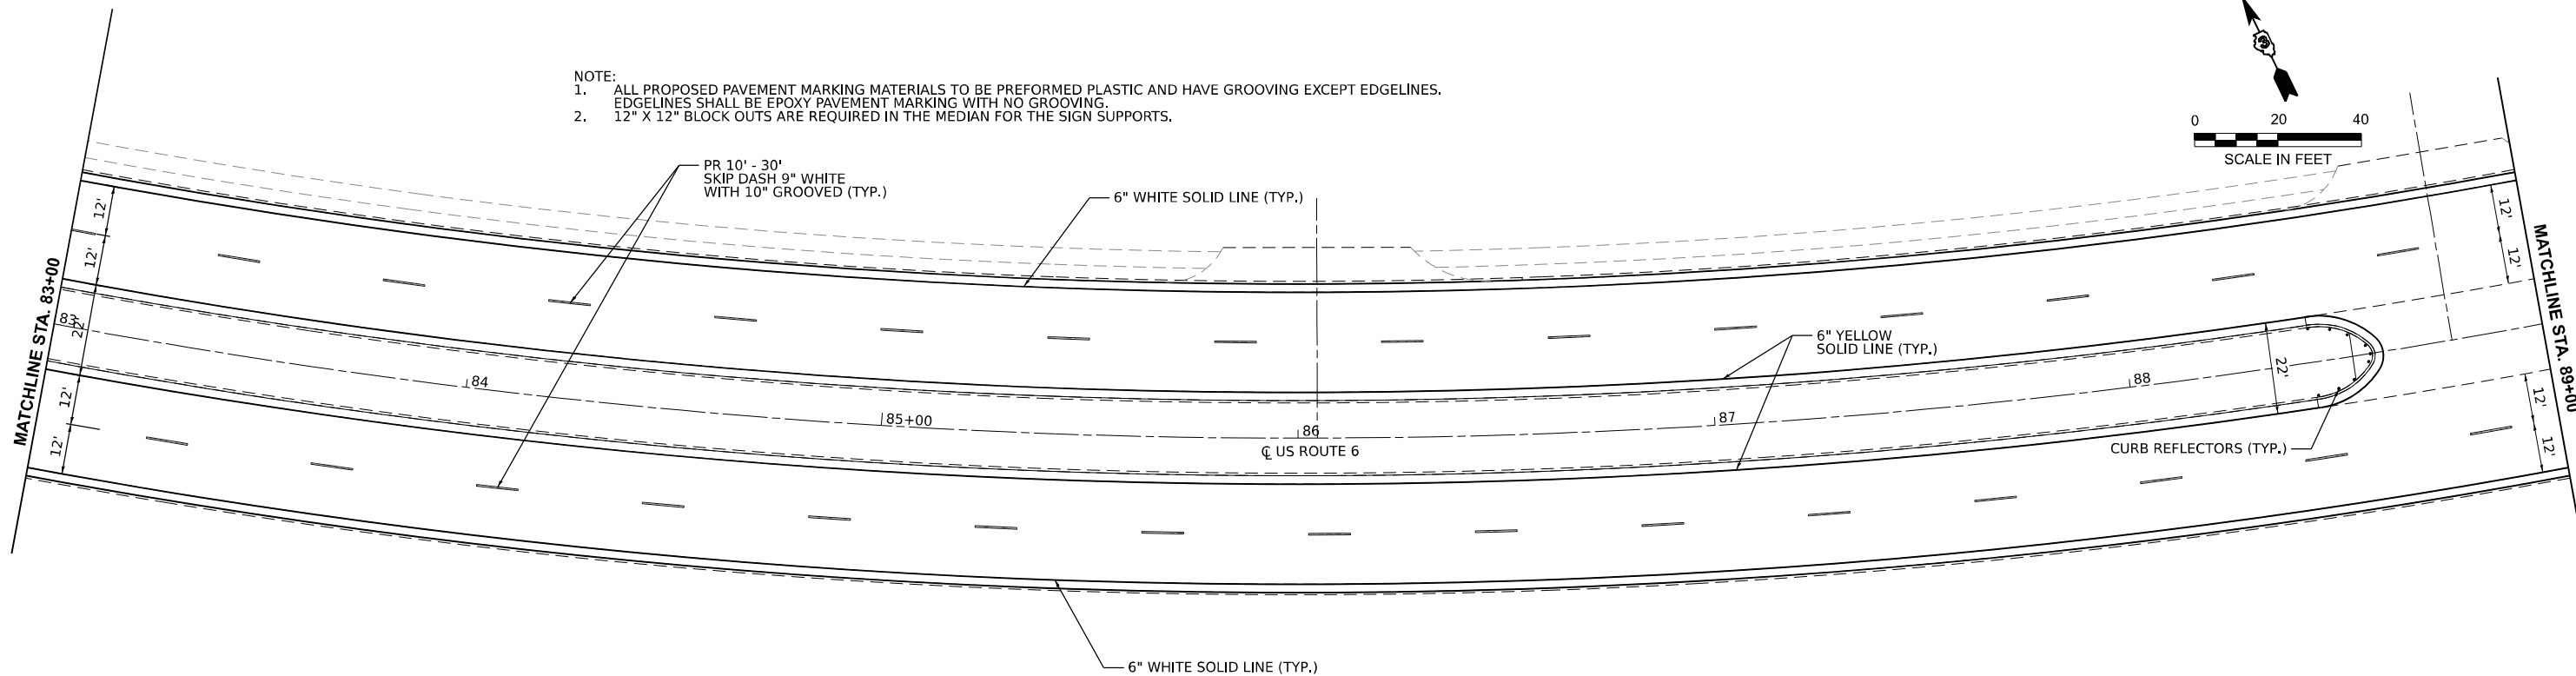 NOTE:
1. ALL PROPOSED PAVEMENT MARKING MATERIALS TO BE PREFORMED PLASTIC AND HAVE GROOVING EXCEPT EDGELINES.
EDGELINES SHALL BE EPOXY PAVEMENT MARKING WITH NO GROOVING.
2. 12" X 12" BLOCK OUTS ARE REQUIRED IN THE MEDIAN FOR THE SIGN SUPPORTS.
0 20 40
SCALE IN FEET
PR 10' - 30'
SKIP DASH 9" WHITE
WITH 10" GROOVED (TYP.)
6" WHITE SOLID LINE (TYP.)
MATCHLINE STA. 83+00
12'
12'
22'
12'
12'
83
84
85+00
86
87
88
℄ US ROUTE 6
6" YELLOW
SOLID LINE (TYP.)
22'
CURB REFLECTORS (TYP.)
12'
12'
12'
12'
MATCHLINE STA. 89+00
6" WHITE SOLID LINE (TYP.)